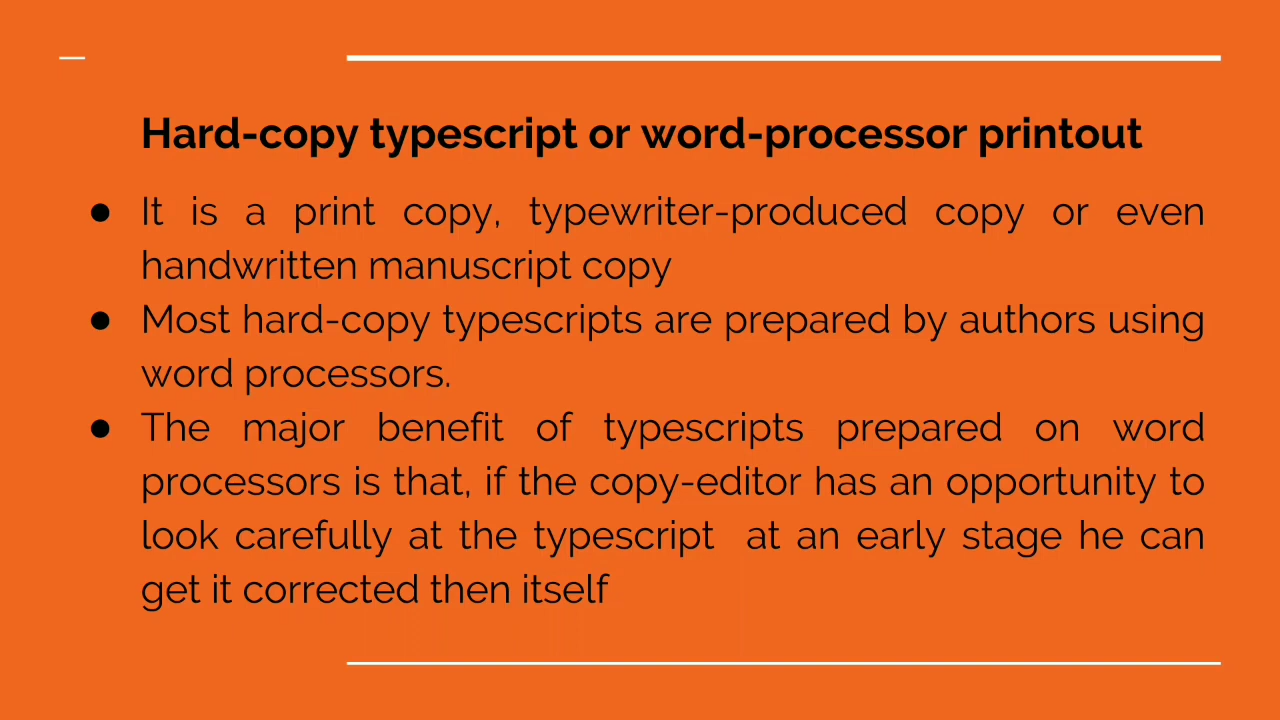 Hard-copy typescript or word-processor printout
● It is a print copy, typewriter-produced copy or even
handwritten manuscript copy
● Most hard-copy typescripts are prepared by authors using
word processors.
● The major benefit of typescripts prepared on word
processors is that, if the copy-editor has an opportunity to
look carefully at the typescript  at an early stage he can
get it corrected then itself